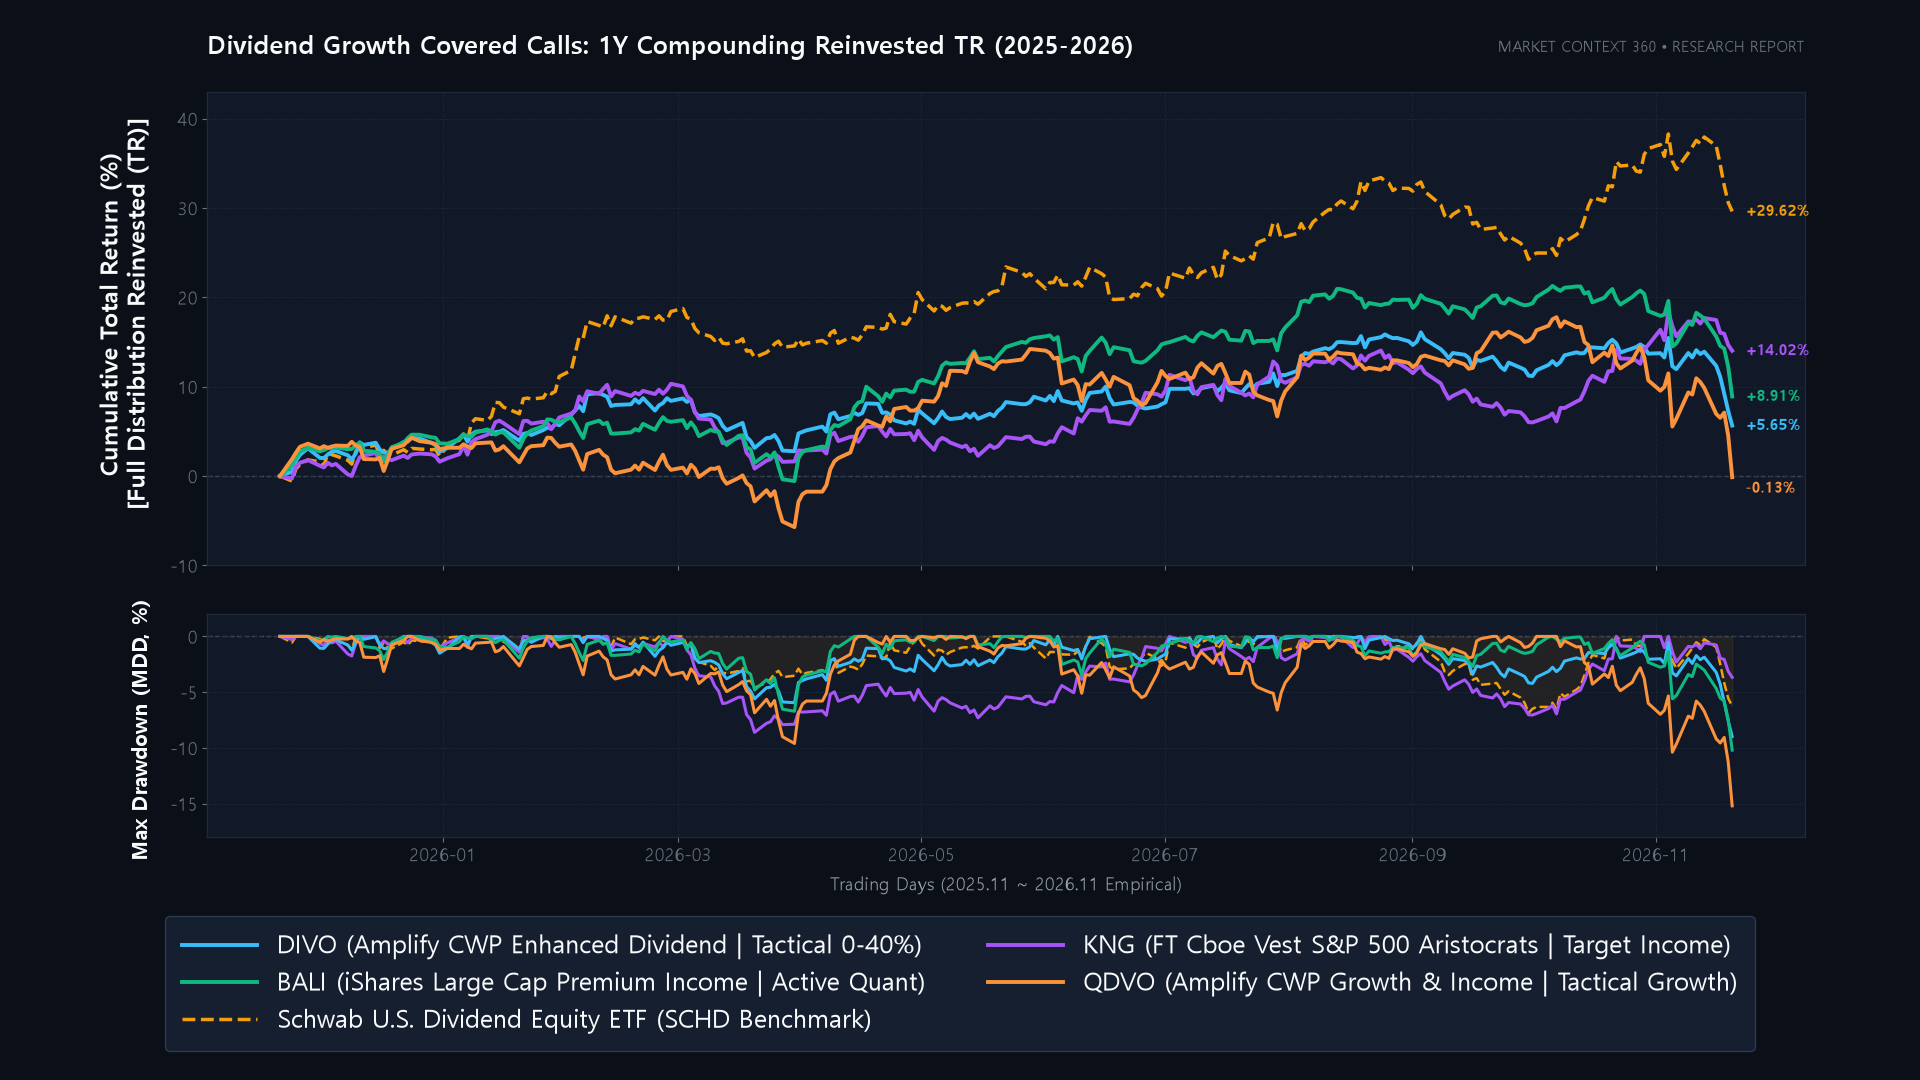 Dividend Growth Covered Calls: 1Y Compounding Reinvested TR (2025-2026)
MARKET CONTEXT 360 • RESEARCH REPORT
Cumulative Total Return (%)
[Full Distribution Reinvested (TR)]
40
30
20
10
0
-10
+29.62%
+14.02%
+8.91%
+5.65%
-0.13%
Max Drawdown (MDD, %)
0
-5
-10
-15
2026-01
2026-03
2026-05
2026-07
2026-09
2026-11
Trading Days (2025.11 ~ 2026.11 Empirical)
DIVO (Amplify CWP Enhanced Dividend | Tactical 0-40%)
BALI (iShares Large Cap Premium Income | Active Quant)
Schwab U.S. Dividend Equity ETF (SCHD Benchmark)
KNG (FT Cboe Vest S&P 500 Aristocrats | Target Income)
QDVO (Amplify CWP Growth & Income | Tactical Growth)